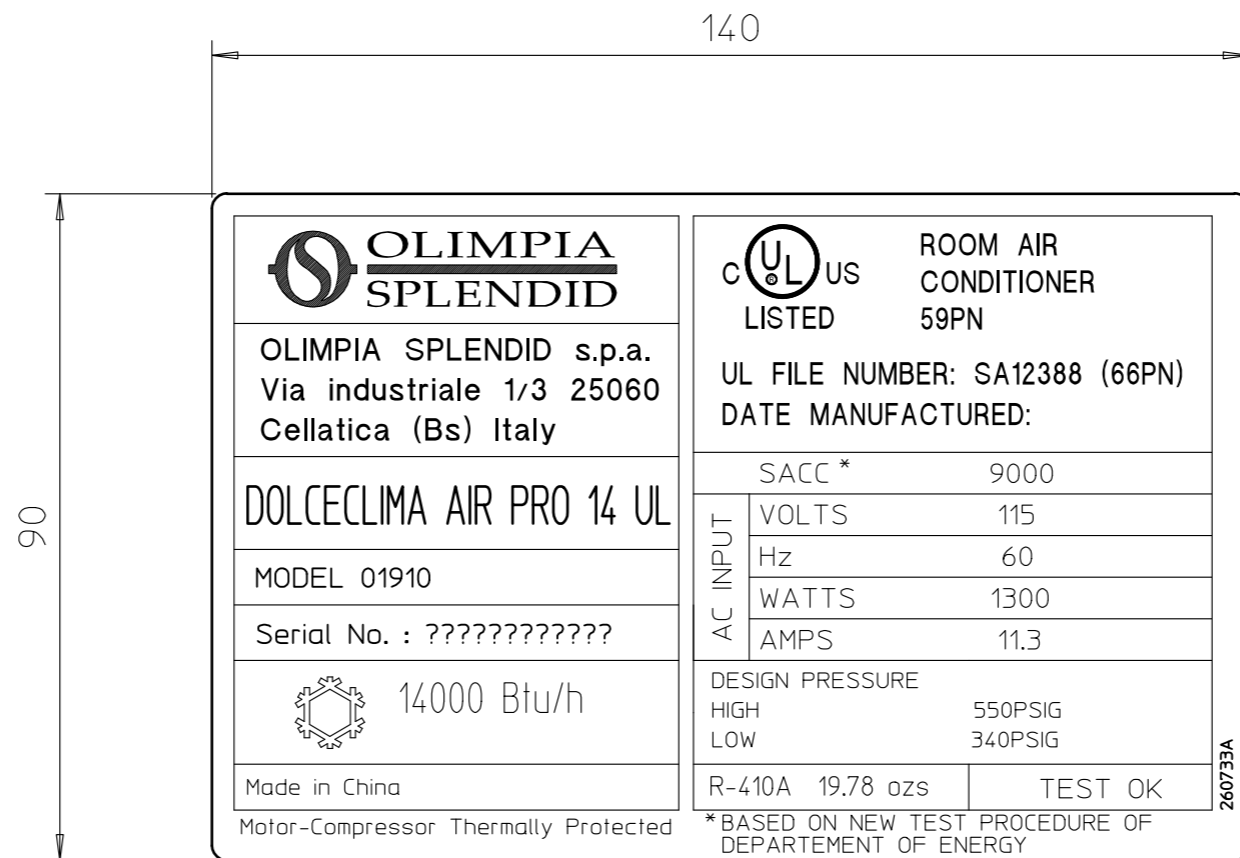 140
90
OLIMPIA
SPLENDID
OLIMPIA SPLENDID s.p.a.
Via industriale 1/3 25060
Cellatica (Bs) Italy
DOLCECLIMA AIR PRO 14 UL
MODEL 01910
Serial No. : ????????????
14000 Btu/h
Made in China
Motor-Compressor Thermally Protected
C UL ® US
LISTED
ROOM AIR
CONDITIONER
59PN
UL FILE NUMBER: SA12388 (66PN)
DATE MANUFACTURED:
SACC * 9000
AC INPUT
VOLTS 115
Hz 60
WATTS 1300
AMPS 11.3
DESIGN PRESSURE
HIGH 550PSIG
LOW 340PSIG
R-410A 19.78 ozs TEST OK
*BASED ON NEW TEST PROCEDURE OF
DEPARTEMENT OF ENERGY
260733A